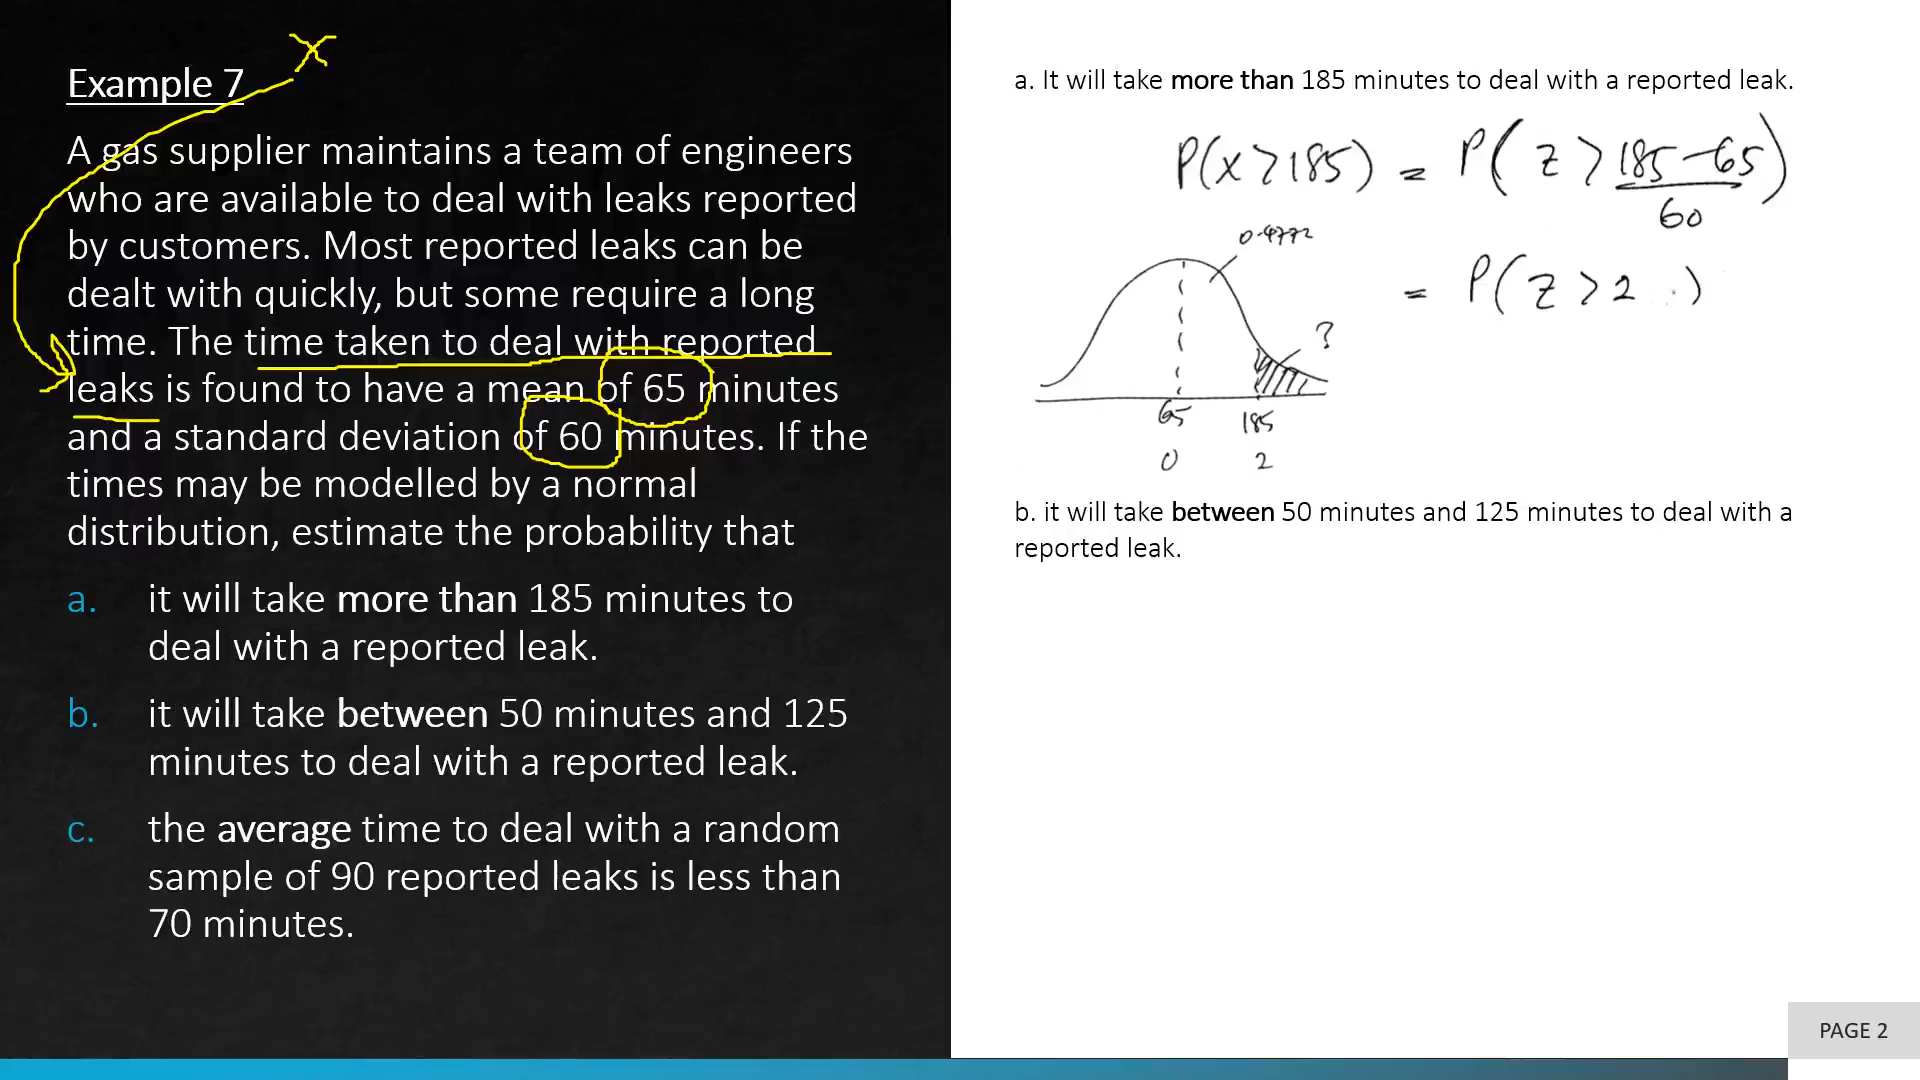 X
Example 7
A gas supplier maintains a team of engineers
who are available to deal with leaks reported
by customers. Most reported leaks can be
dealt with quickly, but some require a long
time. The time taken to deal with reported
leaks is found to have a mean of 65 minutes
and a standard deviation of 60 minutes. If the
times may be modelled by a normal
distribution, estimate the probability that
a. it will take more than 185 minutes to
deal with a reported leak.
b. it will take between 50 minutes and 125
minutes to deal with a reported leak.
c. the average time to deal with a random
sample of 90 reported leaks is less than
70 minutes.
a. It will take more than 185 minutes to deal with a reported leak.
P(X > 185) = P(Z > 185 - 65
60 )
0.4772
= P(Z > 2 )
?
65 185
0 2
b. it will take between 50 minutes and 125 minutes to deal with a
reported leak.
PAGE 2